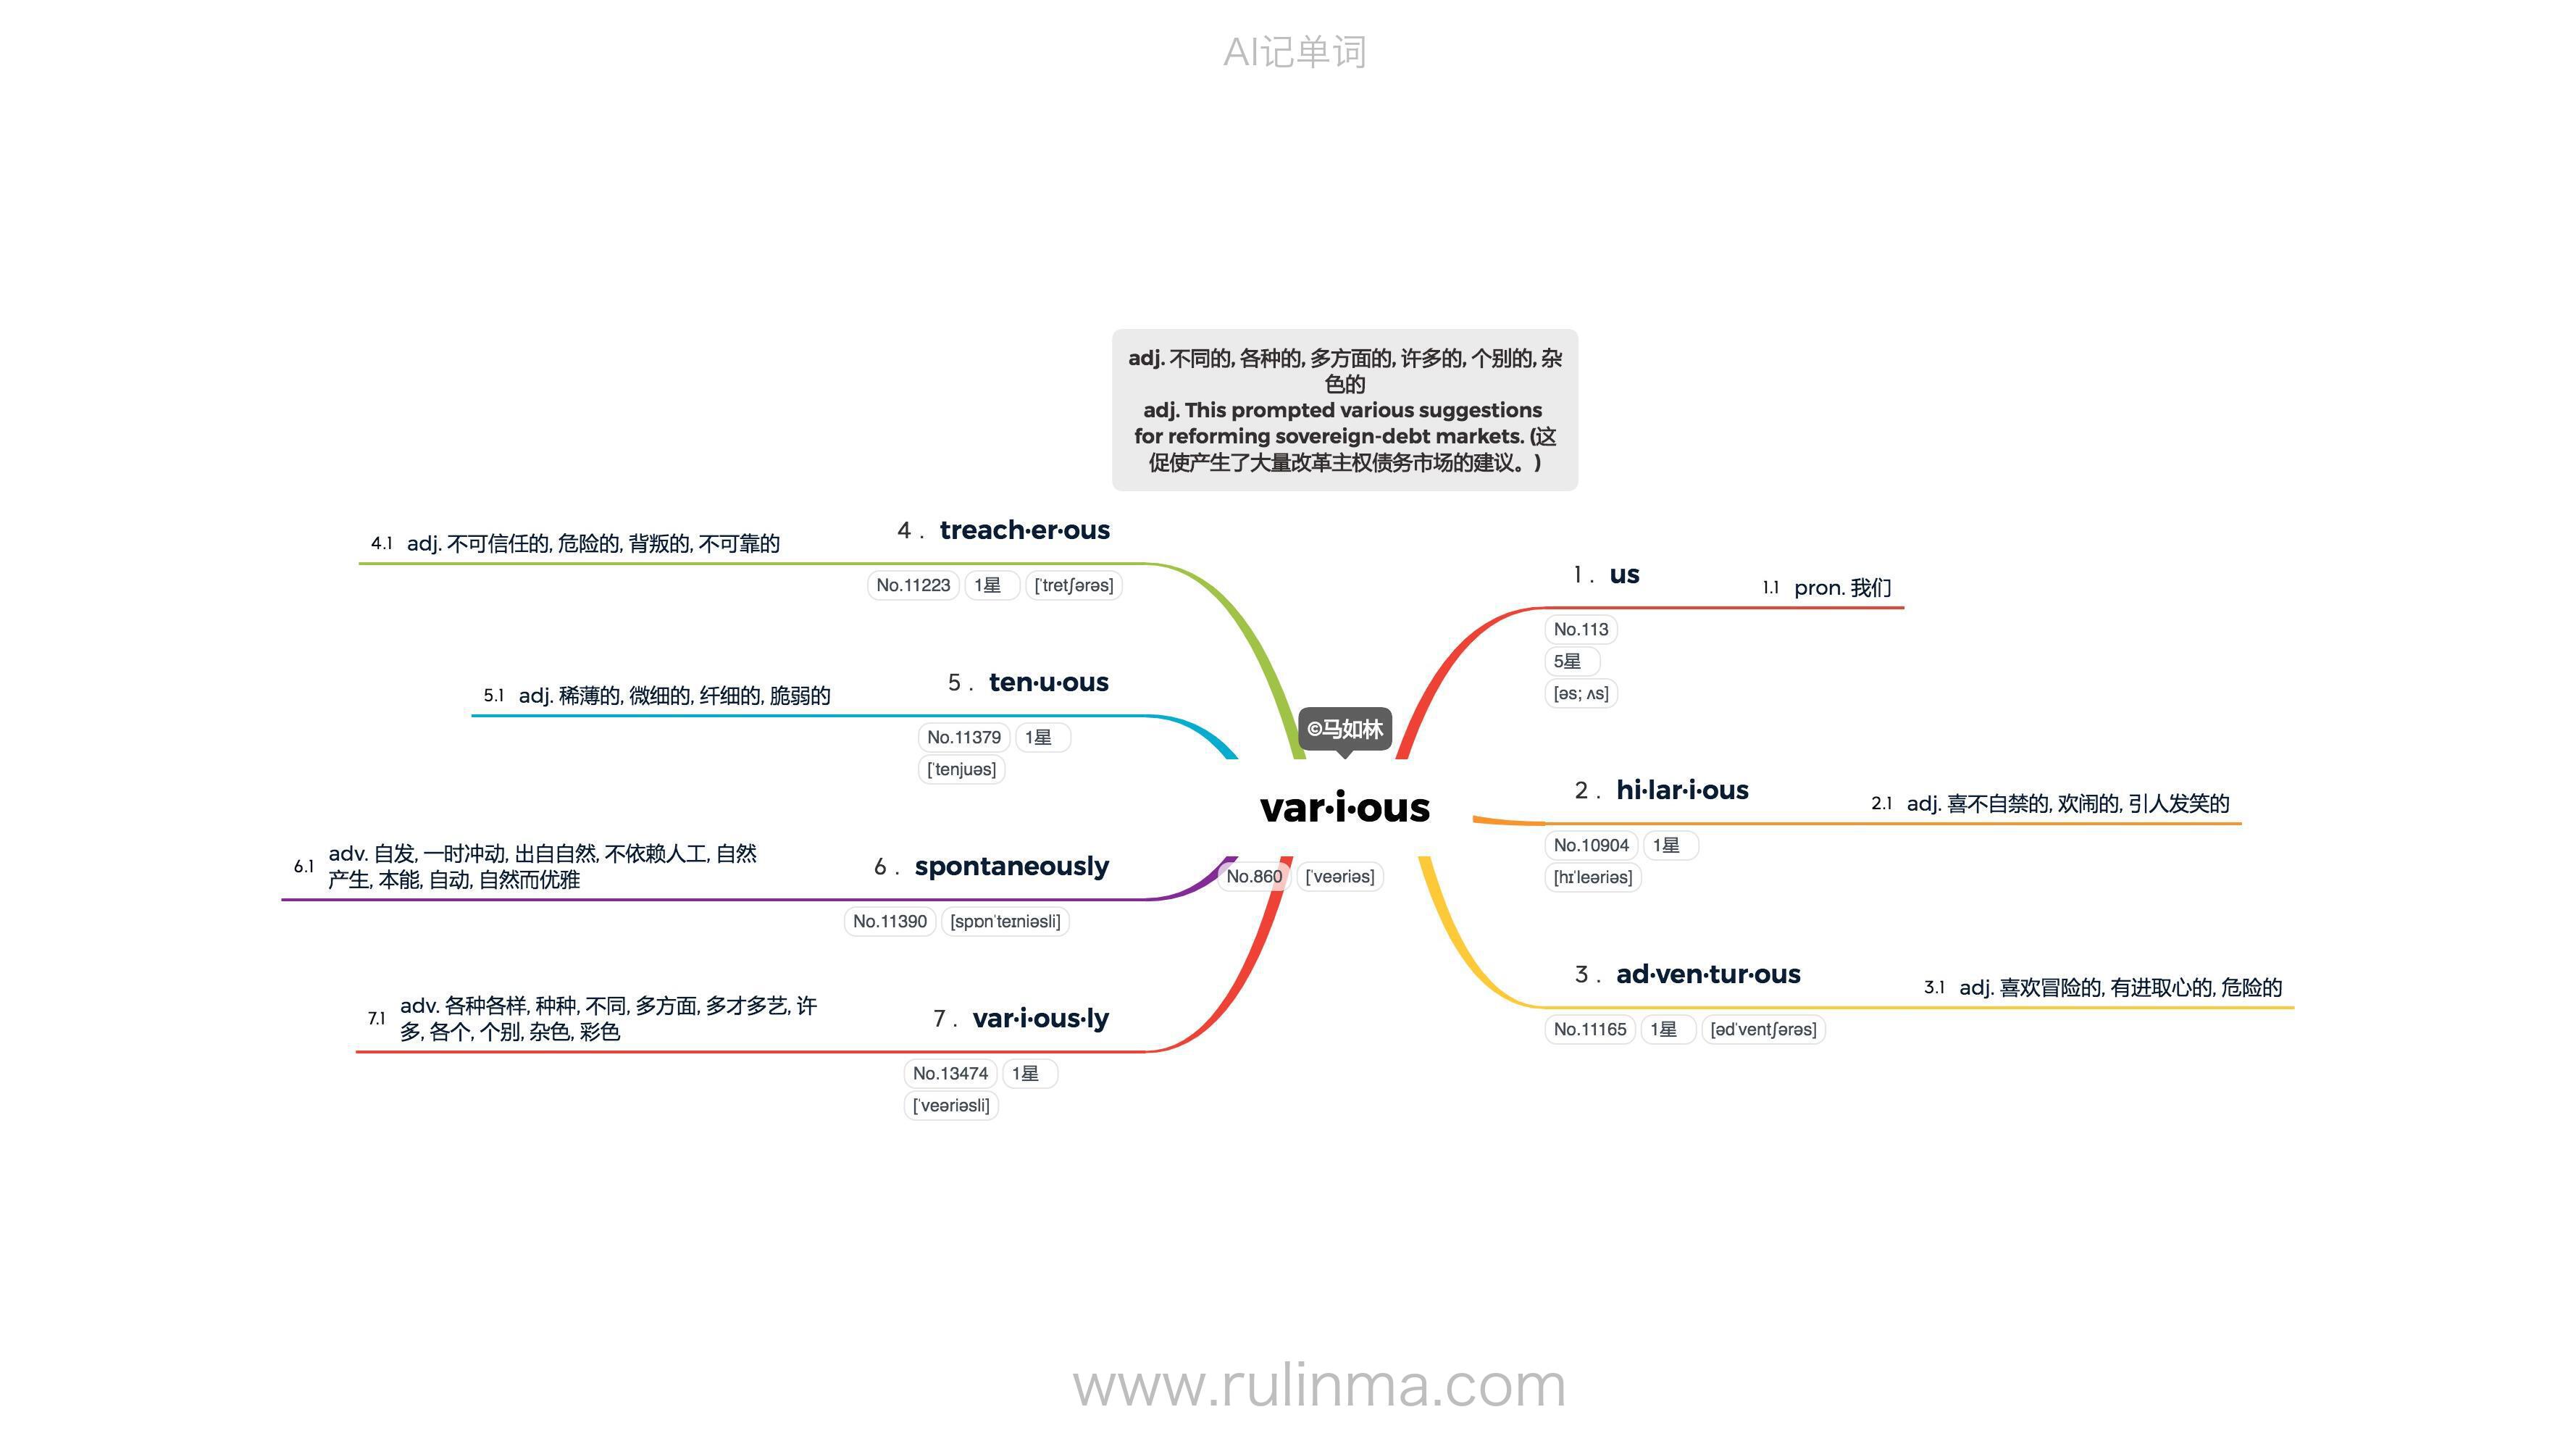 AI记单词
adj. 不同的, 各种的, 多方面的, 许多的, 个别的, 杂
色的
adj. This prompted various suggestions
for reforming sovereign-debt markets. (这
促使产生了大量改革主权债务市场的建议。)
©马如林
var·i·ous
No.860 [ˈveəriəs]
1 . us
1.1 pron. 我们
No.113
5星
[əs; ʌs]
2 . hi·lar·i·ous
2.1 adj. 喜不自禁的, 欢闹的, 引人发笑的
No.10904 1星
[hɪˈleəriəs]
3 . ad·ven·tur·ous
3.1 adj. 喜欢冒险的, 有进取心的, 危险的
No.11165 1星 [ədˈventʃərəs]
4 . treach·er·ous
4.1 adj. 不可信任的, 危险的, 背叛的, 不可靠的
No.11223 1星 [ˈtretʃərəs]
5 . ten·u·ous
5.1 adj. 稀薄的, 微细的, 纤细的, 脆弱的
No.11379 1星
[ˈtenjuəs]
6 . spontaneously
6.1 adv. 自发, 一时冲动, 出自自然, 不依赖人工, 自然
产生, 本能, 自动, 自然而优雅
No.11390 [spɒnˈteɪniəsli]
7 . var·i·ous·ly
7.1 adv. 各种各样, 种种, 不同, 多方面, 多才多艺, 许
多, 各个, 个别, 杂色, 彩色
No.13474 1星
[ˈveəriəsli]
www.rulinma.com